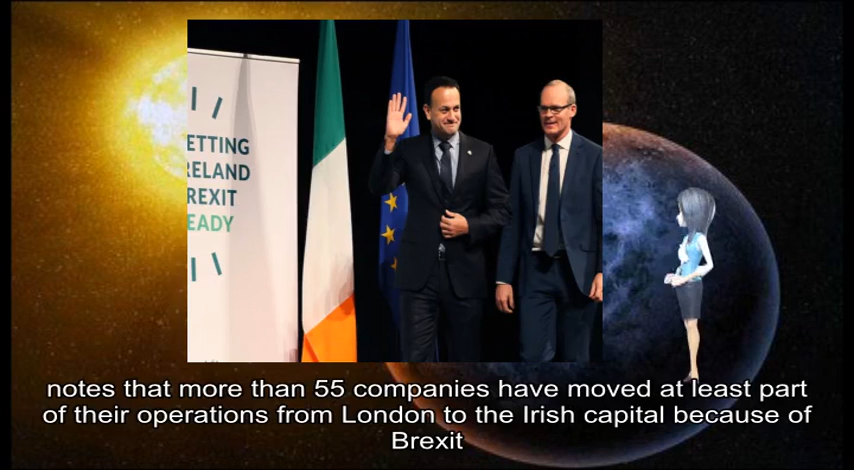 ETTING
RELAND
REXIT
EADY
notes that more than 55 companies have moved at least part
of their operations from London to the Irish capital because of
Brexit